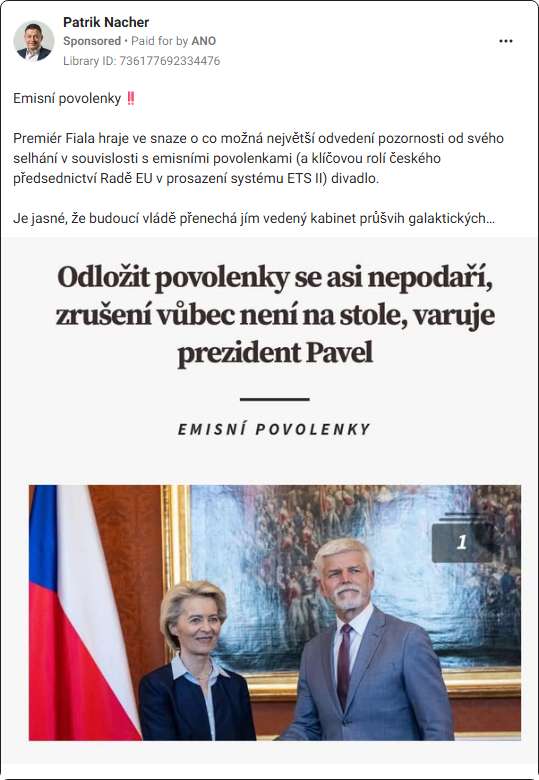 Patrik Nacher
Sponsored • Paid for by ANO
Library ID: 736177692334476
Emisní povolenky ‼️
Premiér Fiala hraje ve snaze o co možná největší odvedení pozornosti od svého
selhání v souvislosti s emisními povolenkami (a klíčovou rolí českého
předsednictví Radě EU v prosazení systému ETS II) divadlo.
Je jasné, že budoucí vládě přenechá jím vedený kabinet průšvih galaktických...
Odložit povolenky se asi nepodaří,
zrušení vůbec není na stole, varuje
prezident Pavel
EMISNÍ POVOLENKY
1